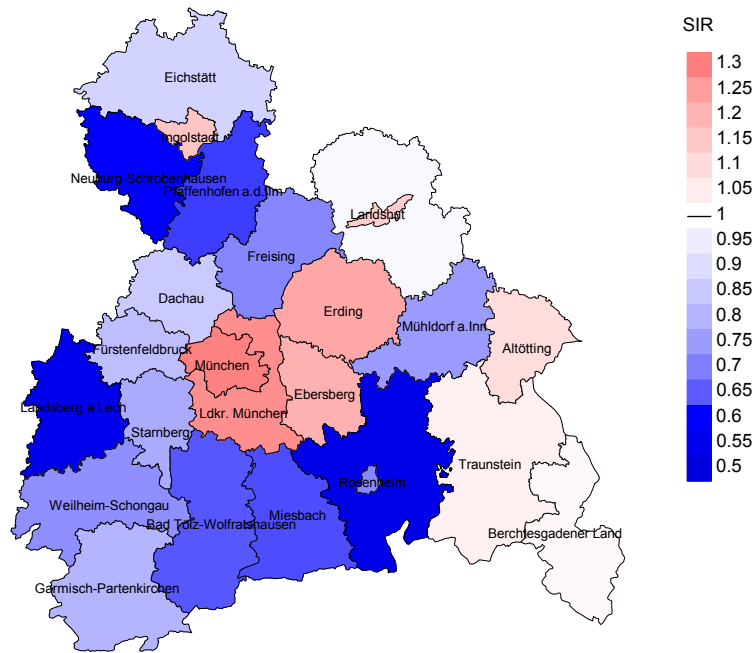 SIR
1.3
1.25
1.2
1.15
1.1
1.05
1
0.95
0.9
0.85
0.8
0.75
0.7
0.65
0.6
0.55
0.5
Eichstätt
Ingolstadt
Neuburg-Schrobenhausen
Pfaffenhofen a.d.Ilm
Landshut
Freising
Dachau
Erding
Mühldorf a.Inn
Fürstenfeldbruck
Altötting
München
Ebersberg
Landsberg a.Lech
Ldkr. München
Starnberg
Traunstein
Rosenheim
Weilheim-Schongau
Miesbach
Bad Tölz-Wolfratshausen
Berchtesgadener Land
Garmisch-Partenkirchen